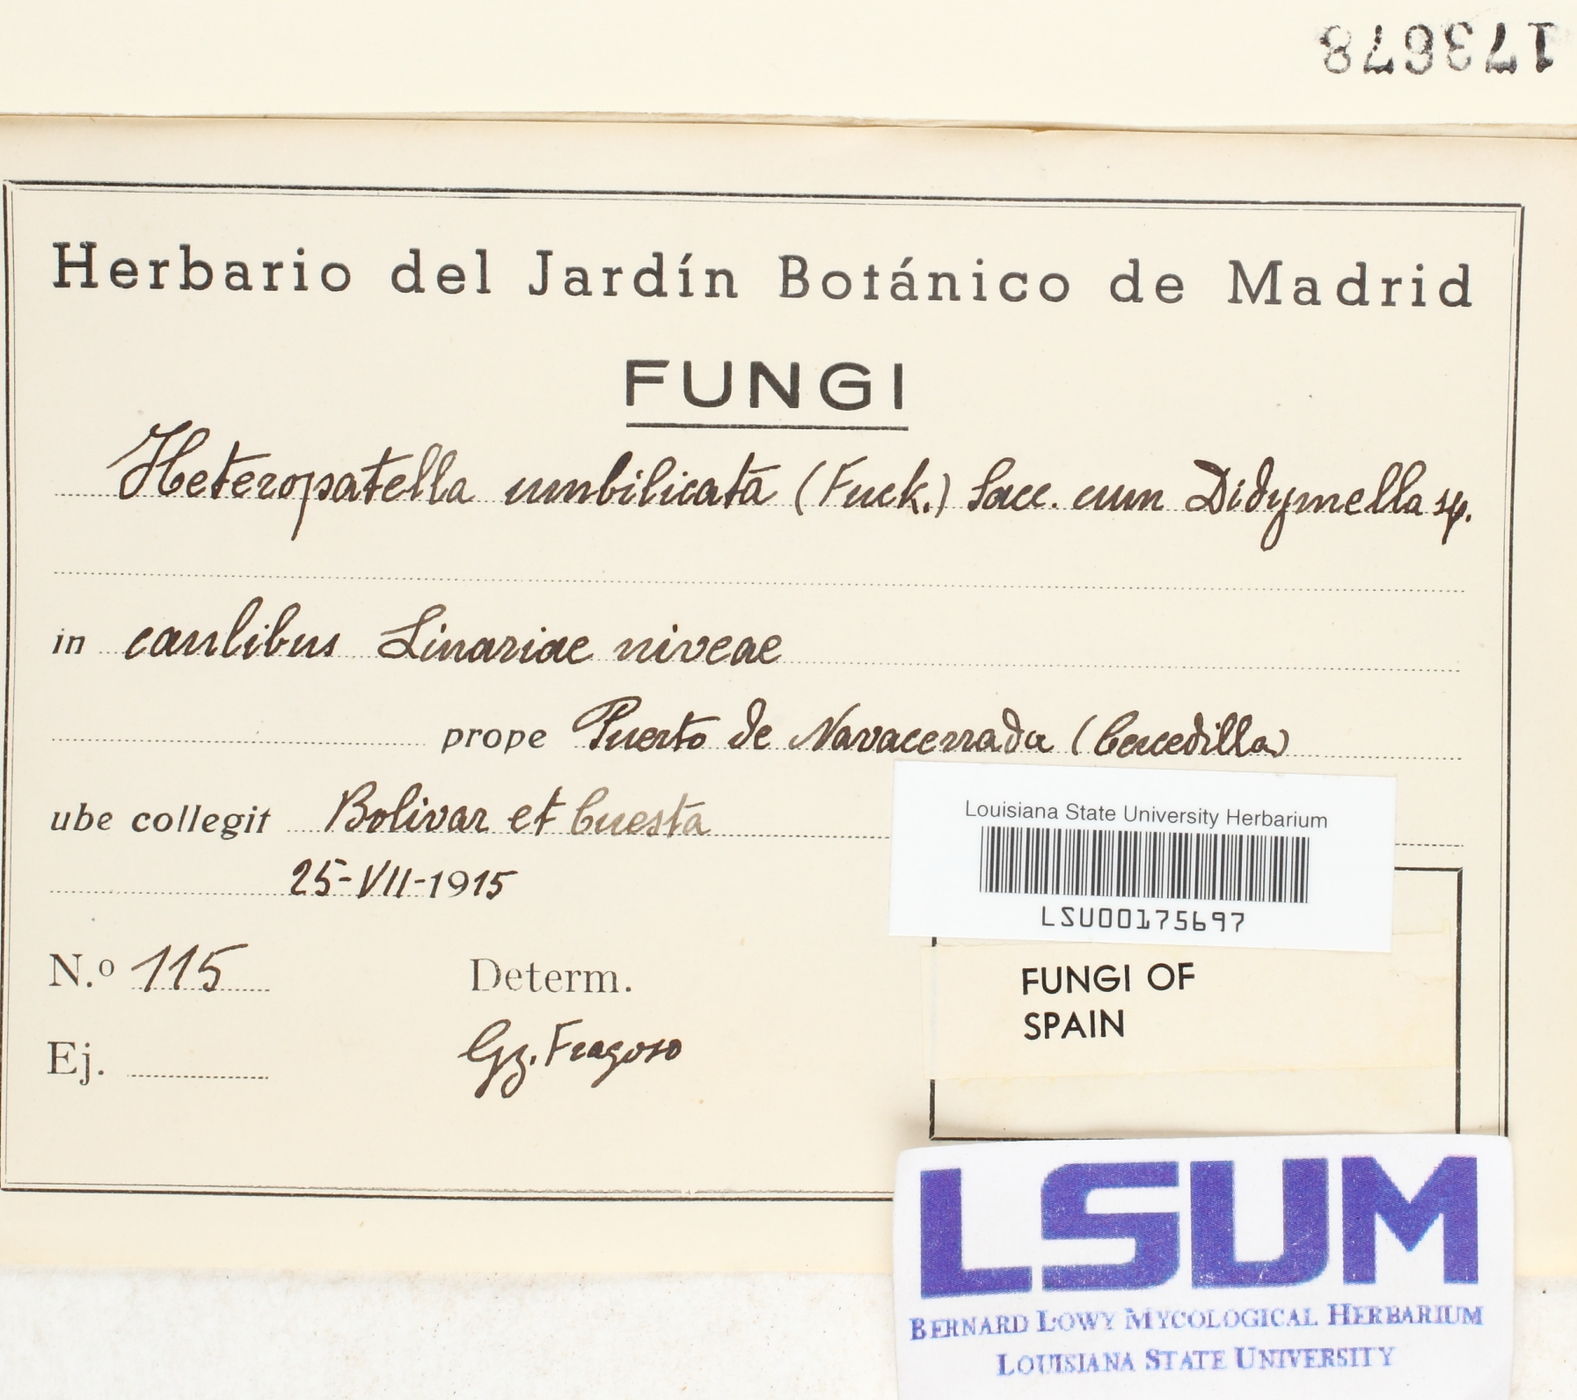 173678
Herbario del Jardín Botánico de Madrid
FUNGI
Heteropatella umbilicata (Fuck.) Sacc. cum Didymella sp.
in caulibus Linariae niveae
prope Puerto de Navacerrada (Cercedilla)
ube collegit Bolivar et Cuesta
25-VII-1915
N.º 115 Determ.
Ej. Gz. Fragoso
Louisiana State University Herbarium
LSU00175697
FUNGI OF
SPAIN
LSUM
BERNARD LOWY MYCOLOGICAL HERBARIUM
LOUISIANA STATE UNIVERSITY